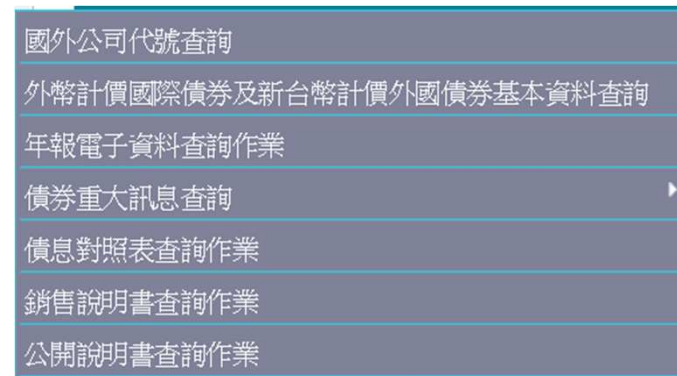 國外公司代號查詢
外幣計價國際債券及新台幣計價外國債券基本資料查詢
年報電子資料查詢作業
債券重大訊息查詢
債息對照表查詢作業
銷售說明書查詢作業
公開說明書查詢作業